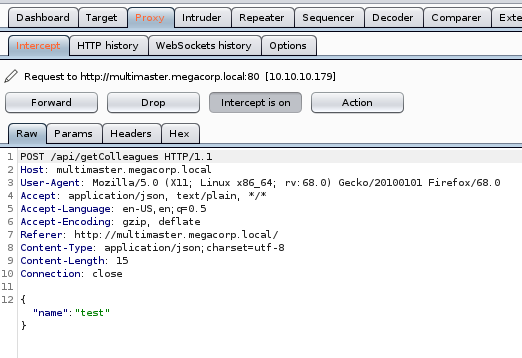 Dashboard Target Proxy Intruder Repeater Sequencer Decoder Comparer Exte
Intercept HTTP history WebSockets history Options
Request to http://multimaster.megacorp.local:80 [10.10.10.179]
Forward Drop Intercept is on Action
Raw Params Headers Hex
1 POST /api/getColleagues HTTP/1.1
2 Host: multimaster.megacorp.local
3 User-Agent: Mozilla/5.0 (X11; Linux x86_64; rv:68.0) Gecko/20100101 Firefox/68.0
4 Accept: application/json, text/plain, */*
5 Accept-Language: en-US,en;q=0.5
6 Accept-Encoding: gzip, deflate
7 Referer: http://multimaster.megacorp.local/
8 Content-Type: application/json;charset=utf-8
9 Content-Length: 15
10 Connection: close
11
12 {
"name":"test"
}